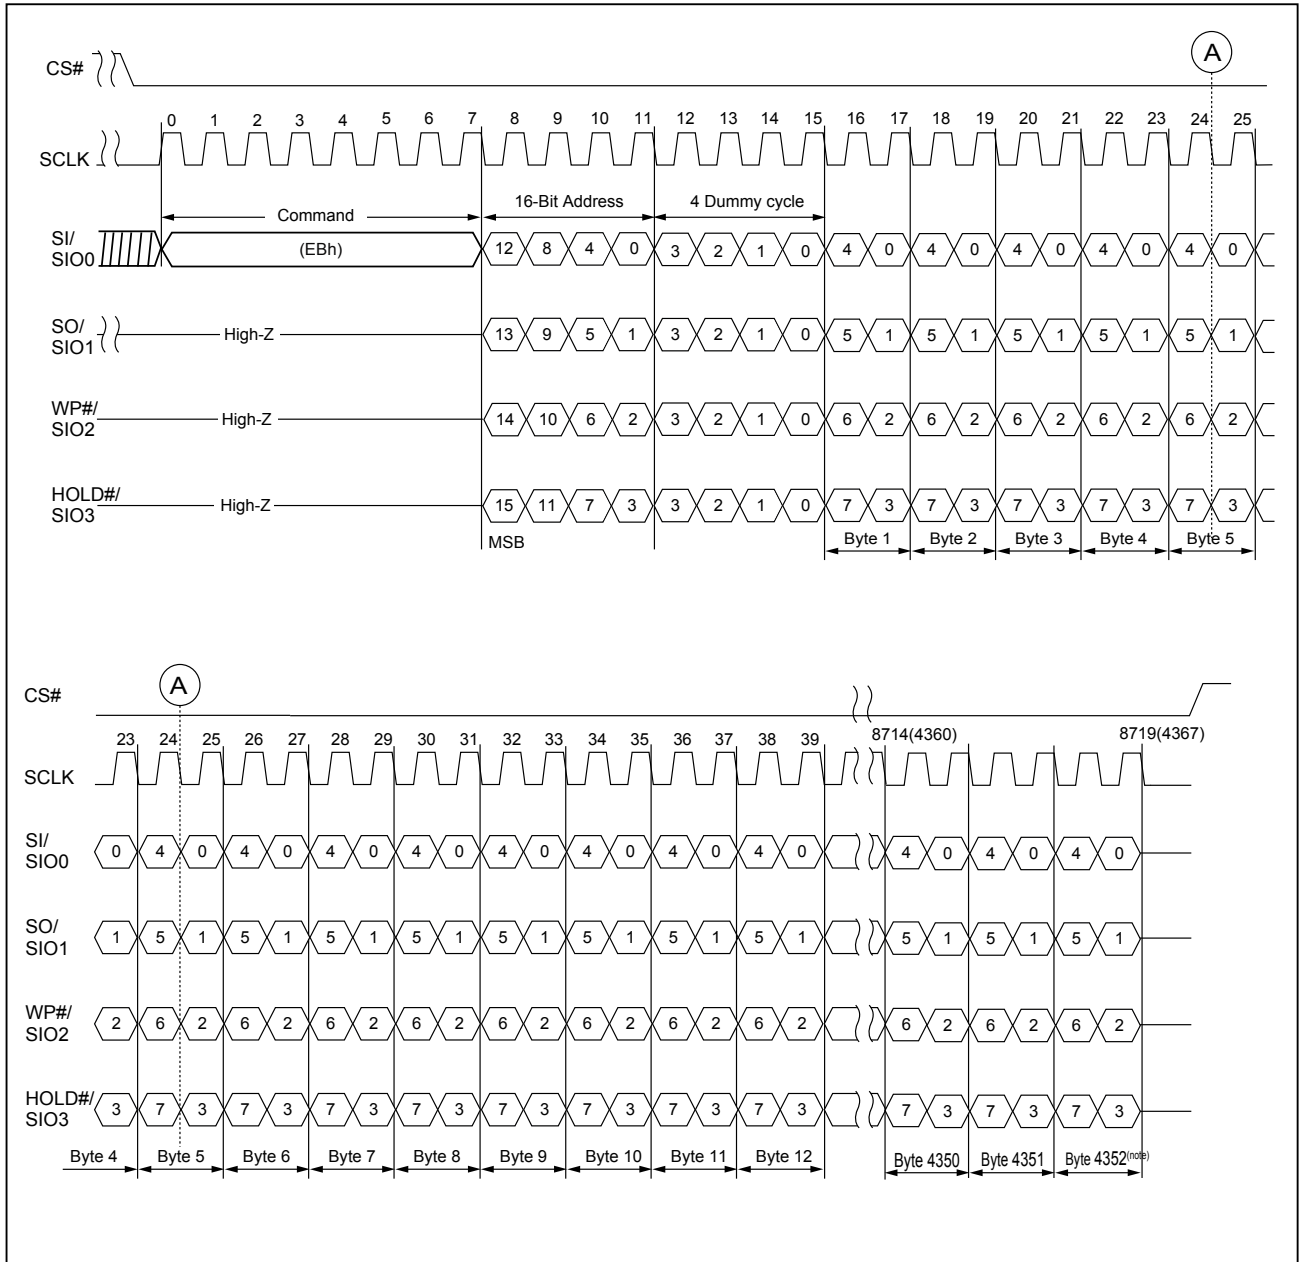 A
CS#
0 1 2 3 4 5 6 7 8 9 10 11 12 13 14 15 16 17 18 19 20 21 22 23 24 25
SCLK
Command 16-Bit Address 4 Dummy cycle
SI/
SIO0
(EBh) 12 8 4 0 3 2 1 0 4 0 4 0 4 0 4 0 4 0
SO/
SIO1
High-Z 13 9 5 1 3 2 1 0 5 1 5 1 5 1 5 1 5 1
WP#/
SIO2
High-Z 14 10 6 2 3 2 1 0 6 2 6 2 6 2 6 2 6 2
HOLD#/
SIO3
High-Z 15 11 7 3 3 2 1 0 7 3 7 3 7 3 7 3 7 3
MSB Byte 1 Byte 2 Byte 3 Byte 4 Byte 5
A
CS#
23 24 25 26 27 28 29 30 31 32 33 34 35 36 37 38 39 8714(4360) 8719(4367)
SCLK
SI/
SIO0
0 4 0 4 0 4 0 4 0 4 0 4 0 4 0 4 0 4 0 4 0 4 0
SO/
SIO1
1 5 1 5 1 5 1 5 1 5 1 5 1 5 1 5 1 5 1 5 1 5 1
WP#/
SIO2
2 6 2 6 2 6 2 6 2 6 2 6 2 6 2 6 2 6 2 6 2 6 2
HOLD#/
SIO3
3 7 3 7 3 7 3 7 3 7 3 7 3 7 3 7 3 7 3 7 3 7 3
Byte 4 Byte 5 Byte 6 Byte 7 Byte 8 Byte 9 Byte 10 Byte 11 Byte 12 Byte 4350 Byte 4351 Byte 4352(note)